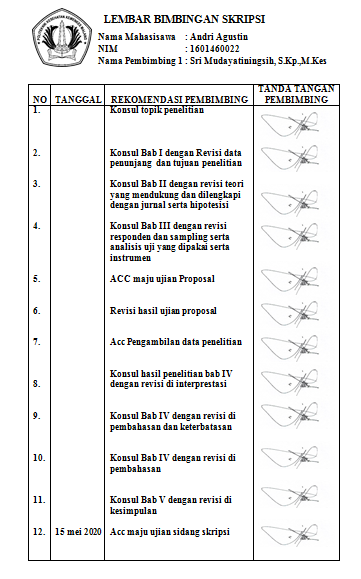 LEMBAR BIMBINGAN SKRIPSI
Nama Mahasiswa : Andri Agustin
NIM : 1601460022
Nama Pembimbing 1 : Sri Mudayatiningsih, S.Kp.,M.Kes
NO TANGGAL REKOMENDASI PEMBIMBING TANDA TANGAN PEMBIMBING
1. Konsul topik penelitian
2. Konsul Bab I dengan Revisi data
penunjang dan tujuan penelitian
3. Konsul Bab II dengan revisi teori
yang mendukung dan dilengkapi
dengan jurnal serta hipotesisi
4. Konsul Bab III dengan revisi
responden dan sampling serta
analisis uji yang dipakai serta
instrumen
5. ACC maju ujian Proposal
6. Revisi hasil ujian proposal
7. Acc Pengambilan data penelitian
8. Konsul hasil penelitian bab IV
dengan revisi di interprestasi
9. Konsul Bab IV dengan revisi di
pembahasan dan keterbatasan
10. Konsul Bab IV dengan revisi di
pembahasan
11. Konsul Bab V dengan revisi di
kesimpulan
12. 15 mei 2020 Acc maju ujian sidang skripsi